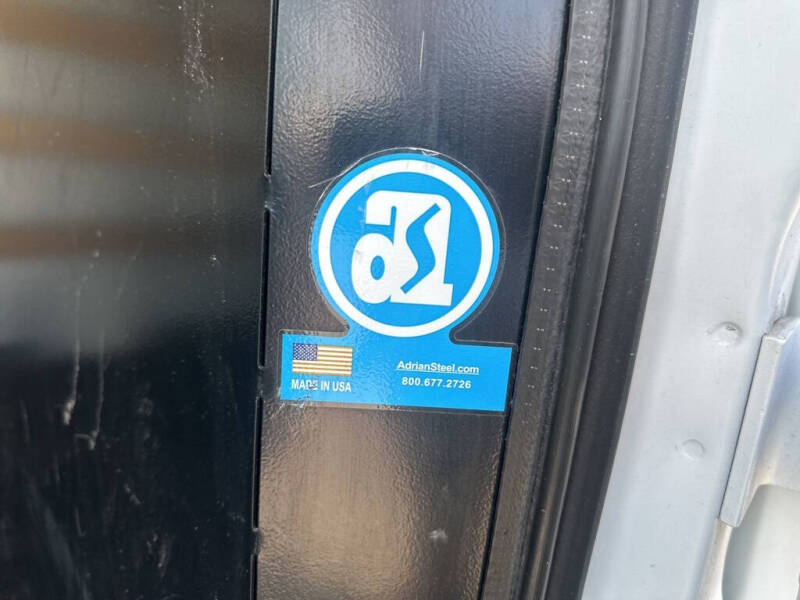 as
MADE IN USA
AdrianSteel.com
800.677.2726